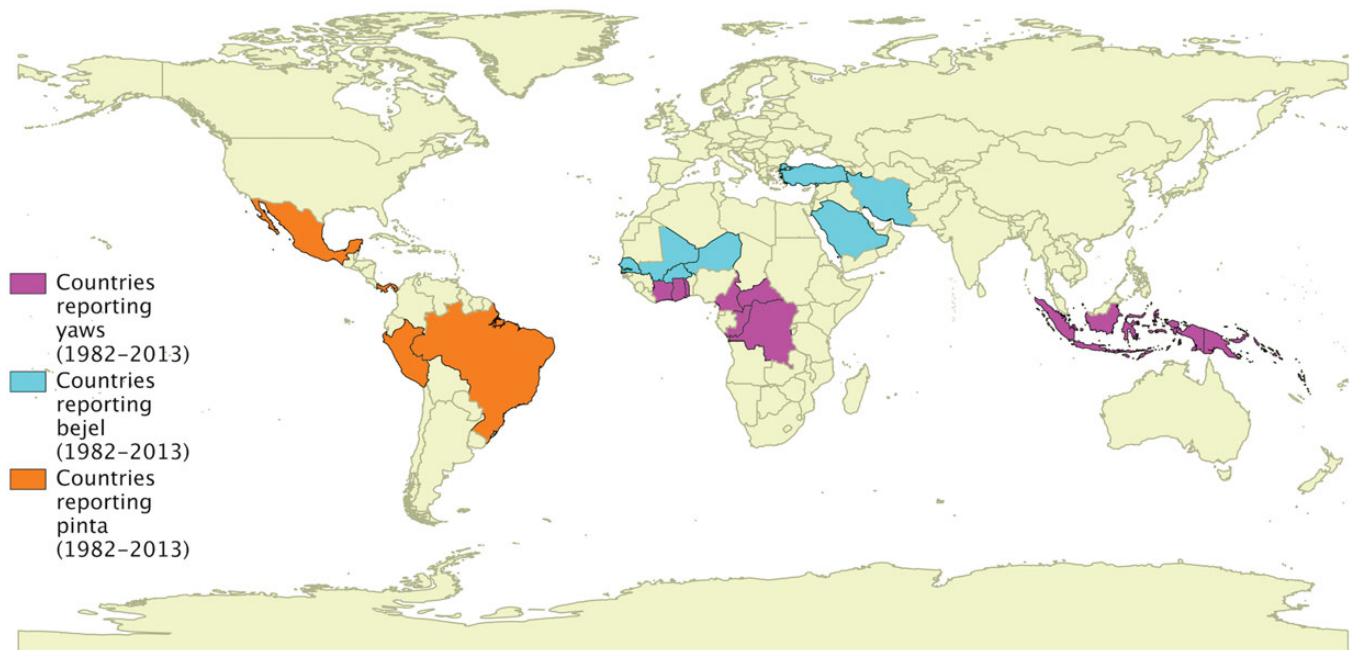 Countries
reporting
yaws
(1982–2013)
Countries
reporting
bejel
(1982–2013)
Countries
reporting
pinta
(1982–2013)